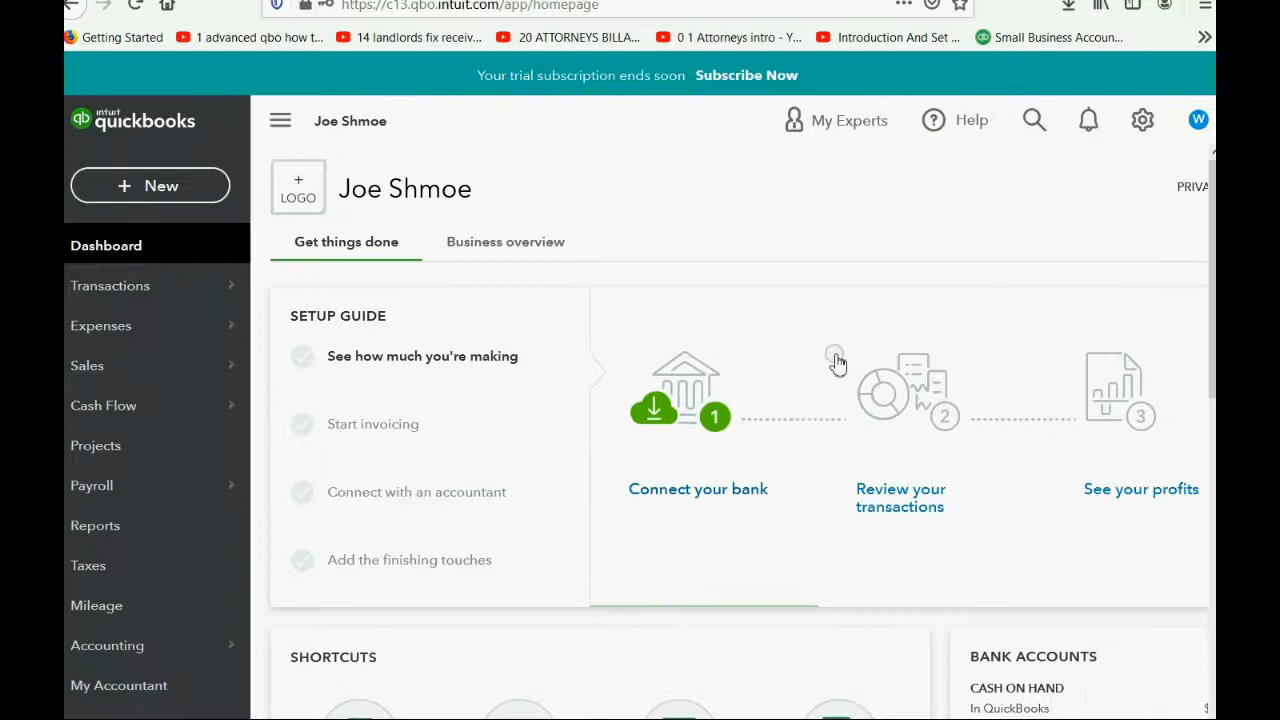 https://c13.qbo.intuit.com/app/homepage
Getting Started
1 advanced qbo how t...
14 landlords fix receiv...
20 ATTORNEYS BILLA...
0 1 Attorneys intro - Y...
Introduction And Set ...
Small Business Accoun...
Your trial subscription ends soon Subscribe Now
intuit
quickbooks
Joe Shmoe
My Experts
Help
W
+ New
+
LOGO
Joe Shmoe
PRIVA
Get things done
Business overview
Dashboard
Transactions
Expenses
Sales
Cash Flow
Projects
Payroll
Reports
Taxes
Mileage
Accounting
My Accountant
SETUP GUIDE
See how much you're making
Start invoicing
Connect with an accountant
Add the finishing touches
1
2
3
Connect your bank
Review your
transactions
See your profits
SHORTCUTS
BANK ACCOUNTS
CASH ON HAND
In QuickBooks